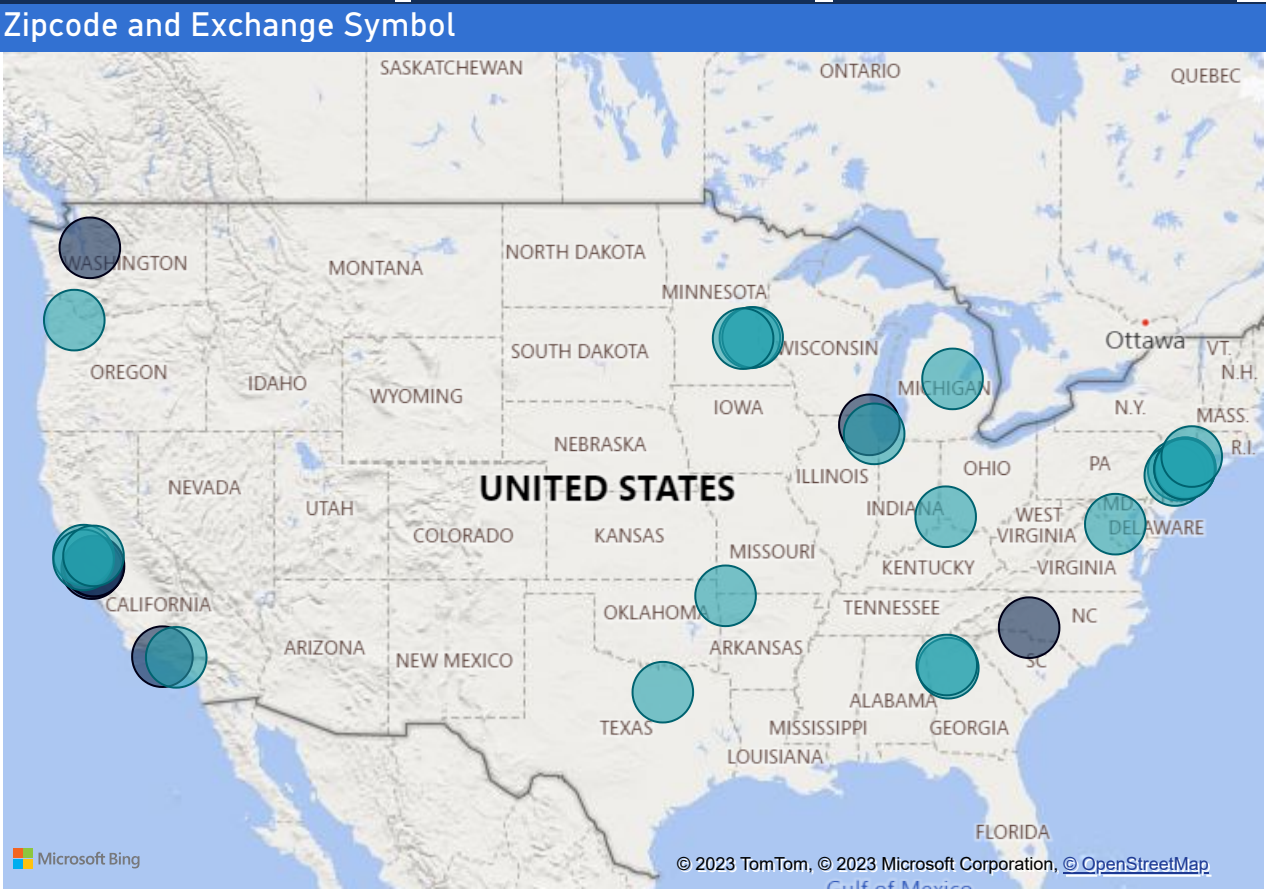 Zipcode and Exchange Symbol
SASKATCHEWAN
ONTARIO
QUEBEC
WASHINGTON
MONTANA
NORTH DAKOTA
MINNESOTA
Ottawa
VT.
N.H.
OREGON
IDAHO
WYOMING
SOUTH DAKOTA
WISCONSIN
MICHIGAN
IOWA
N.Y.
MASS.
R.I.
NEBRASKA
NEVADA
UTAH
UNITED STATES
ILLINOIS
OHIO
PA
INDIANA
COLORADO
KANSAS
MISSOURI
WEST
VIRGINIA
MD.
DELAWARE
KENTUCKY
VIRGINIA
CALIFORNIA
OKLAHOMA
TENNESSEE
NC
ARIZONA
NEW MEXICO
ARKANSAS
SC
TEXAS
ALABAMA
MISSISSIPPI
GEORGIA
LOUISIANA
FLORIDA
Microsoft Bing
© 2023 TomTom, © 2023 Microsoft Corporation, © OpenStreetMap
Gulf of Mexico